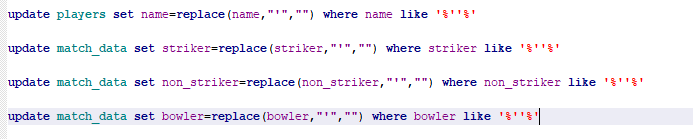 update players set name=replace(name,"'","") where name like '%''%'
update match_data set striker=replace(striker,"'","") where striker like '%''%'
update match_data set non_striker=replace(non_striker,"'","") where non_striker like '%''%'
update match_data set bowler=replace(bowler,"'","") where bowler like '%''%'